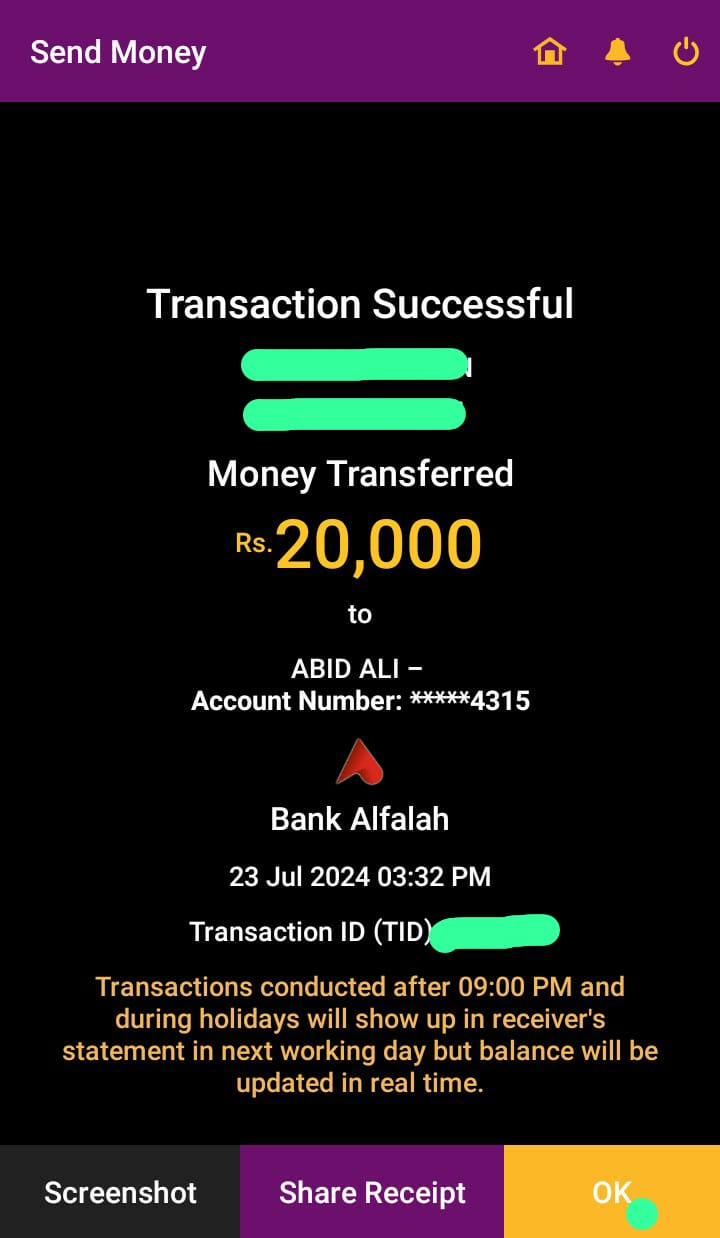 Send Money
Transaction Successful
Money Transferred
Rs.20,000
to
ABID ALI –
Account Number: *****4315
Bank Alfalah
23 Jul 2024 03:32 PM
Transaction ID (TID)
Transactions conducted after 09:00 PM and
during holidays will show up in receiver's
statement in next working day but balance will be
updated in real time.
Screenshot
Share Receipt
OK